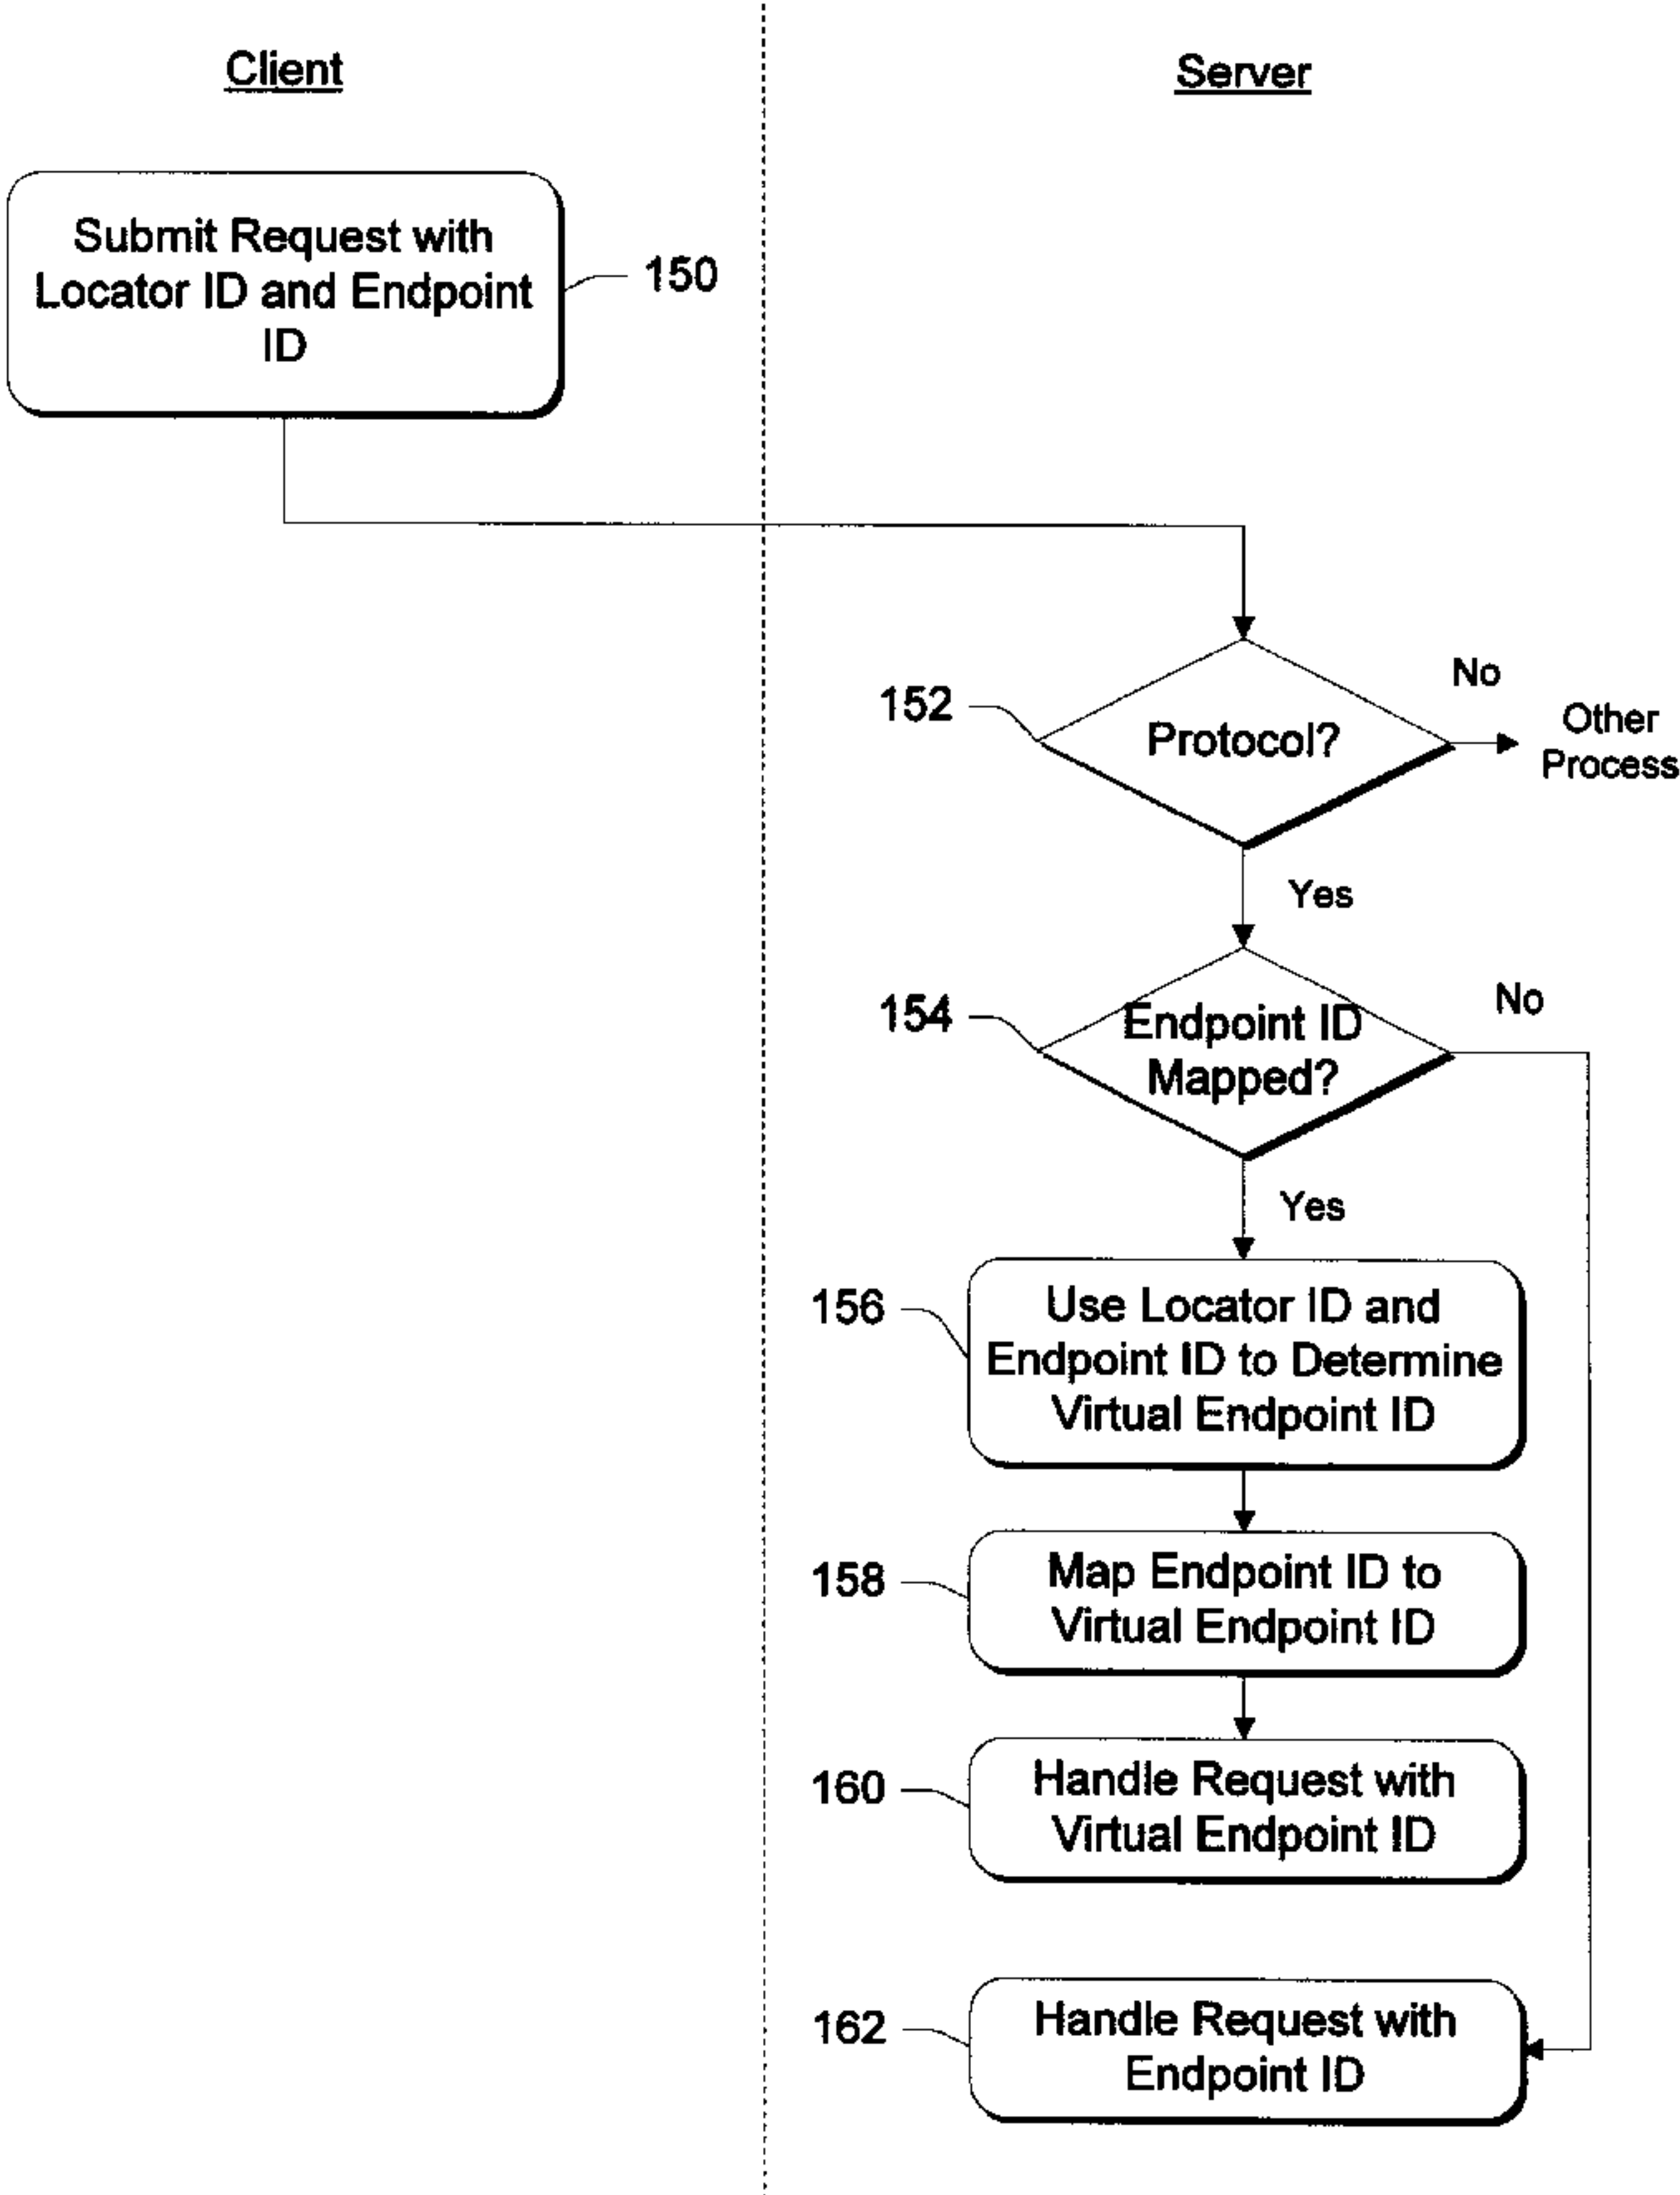 Client
Server
Submit Request with
Locator ID and Endpoint
ID
150
152
Protocol?
No
Other
Process
Yes
154
Endpoint ID
Mapped?
No
Yes
156
Use Locator ID and
Endpoint ID to Determine
Virtual Endpoint ID
158
Map Endpoint ID to
Virtual Endpoint ID
160
Handle Request with
Virtual Endpoint ID
162
Handle Request with
Endpoint ID